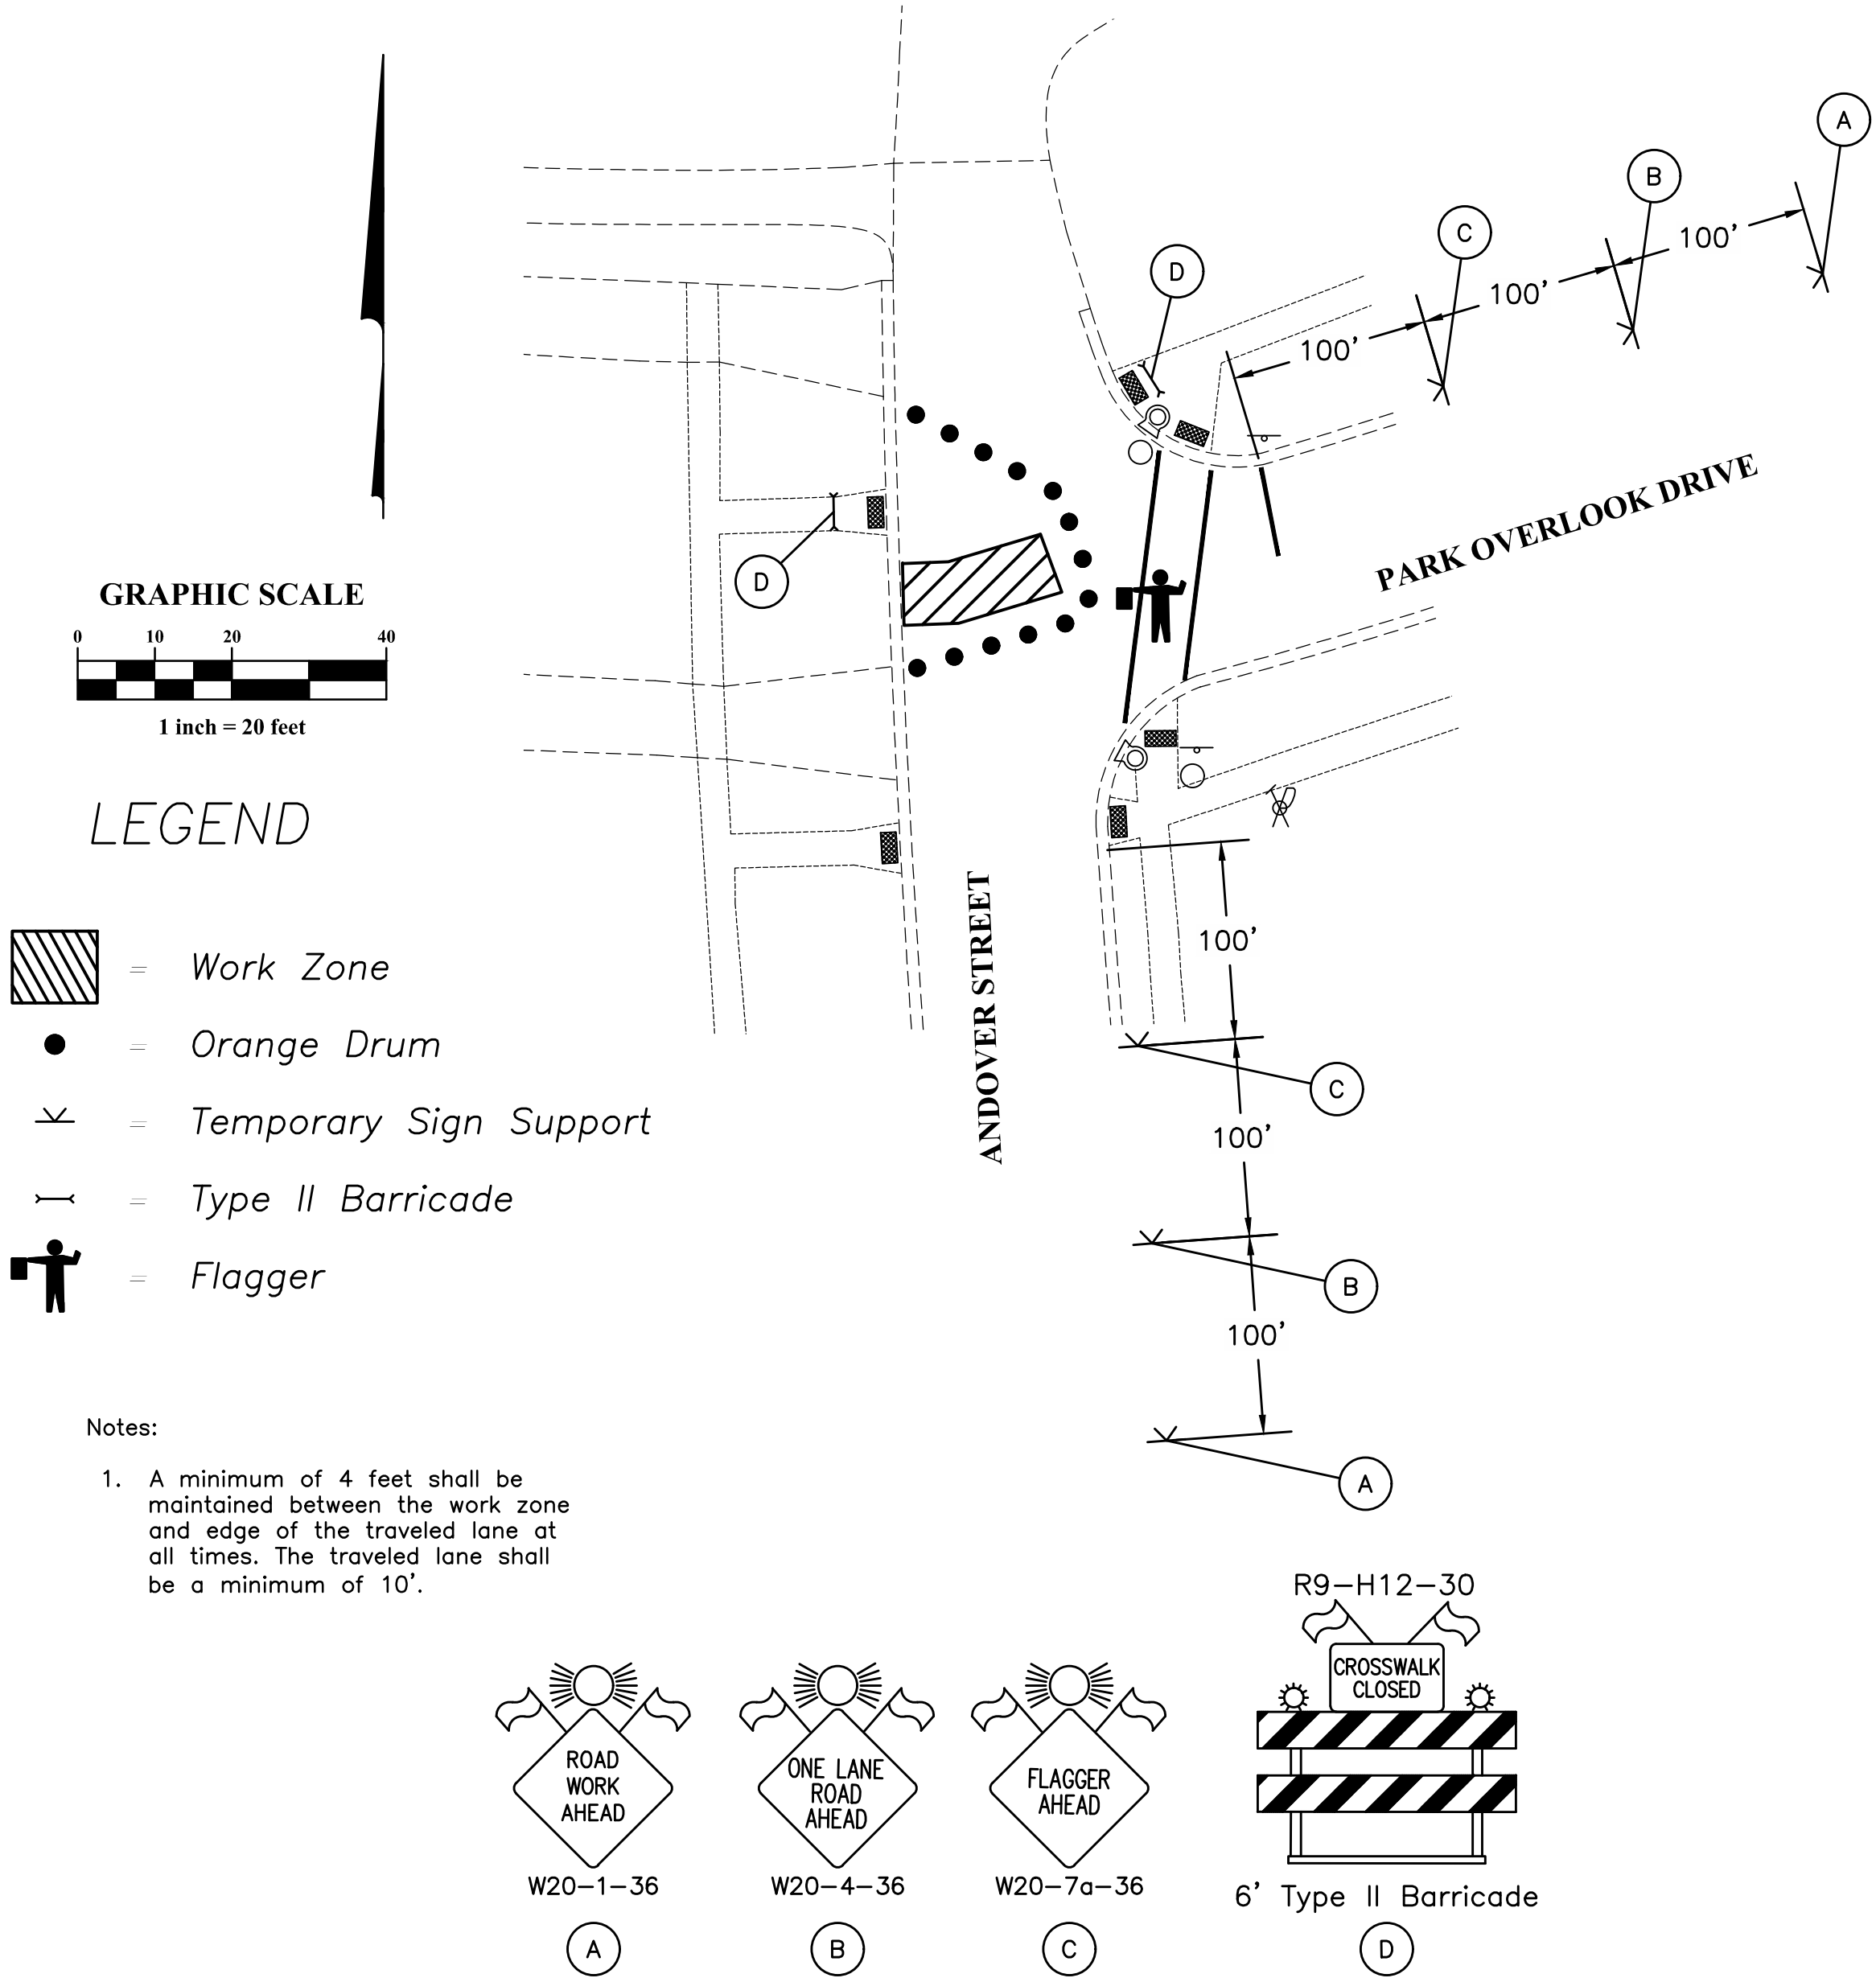 A
B
100'
C
100'
D
100'
PARK OVERLOOK DRIVE
D
GRAPHIC SCALE
0 10 20 40
1 inch = 20 feet
LEGEND
= Work Zone
= Orange Drum
= Temporary Sign Support
= Type II Barricade
= Flagger
ANDOVER STREET
100'
C
100'
B
100'
A
Notes:
1. A minimum of 4 feet shall be
maintained between the work zone
and edge of the traveled lane at
all times. The traveled lane shall
be a minimum of 10'.
ROAD
WORK
AHEAD
W20-1-36
A
ONE LANE
ROAD
AHEAD
W20-4-36
B
FLAGGER
AHEAD
W20-7a-36
C
R9-H12-30
CROSSWALK
CLOSED
6' Type II Barricade
D